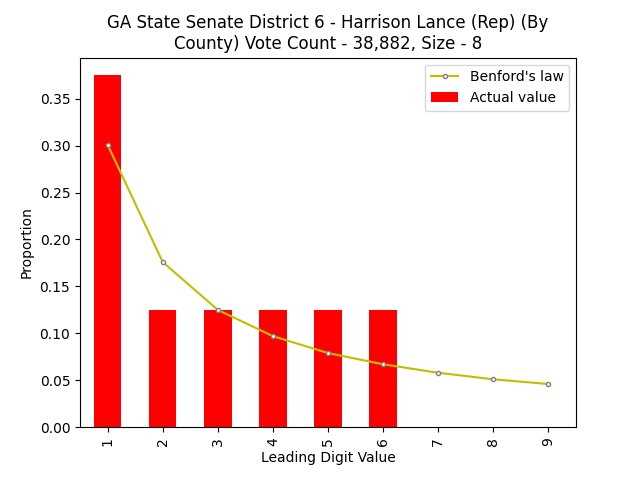 GA State Senate District 6 - Harrison Lance (Rep) (By
County) Vote Count - 38,882, Size - 8
Benford's law
Actual value
Proportion
0.35
0.30
0.25
0.20
0.15
0.10
0.05
0.00
1 2 3 4 5 6 7 8 9
Leading Digit Value